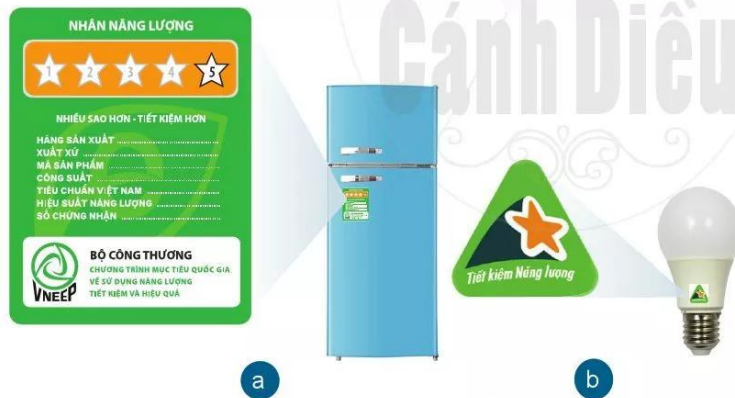 Cánh Diều
NHÃN NĂNG LƯỢNG
1 2 3 4 5
NHIỀU SAO HƠN - TIẾT KIỆM HƠN
HÃNG SẢN XUẤT
XUẤT XỨ
MÃ SẢN PHẨM
CÔNG SUẤT
TIÊU CHUẨN VIỆT NAM
HIỆU SUẤT NĂNG LƯỢNG
SỐ CHỨNG NHẬN
BỘ CÔNG THƯƠNG
CHƯƠNG TRÌNH MỤC TIÊU QUỐC GIA
VỀ SỬ DỤNG NĂNG LƯỢNG
TIẾT KIỆM VÀ HIỆU QUẢ
VNEEP
Tiết kiệm Năng lượng
a
b